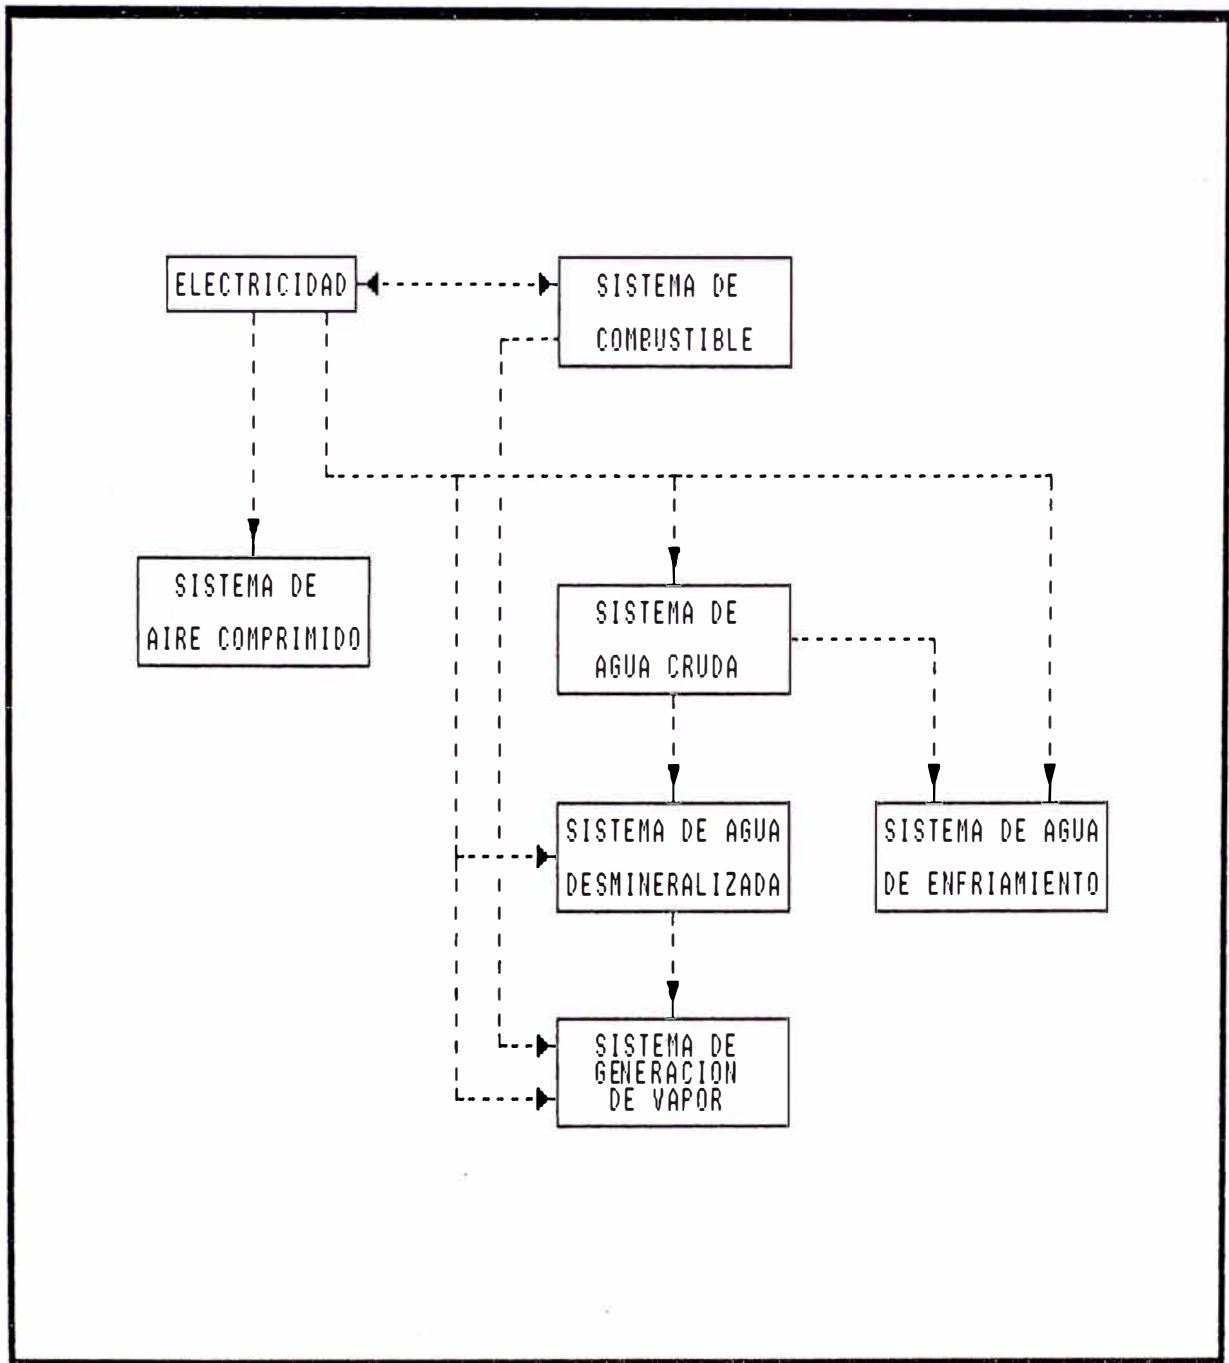 ELECTRICIDAD
SISTEMA DE
COMBUSTIBLE
SISTEMA DE
AIRE COMPRIMIDO
SISTEMA DE
AGUA CRUDA
SISTEMA DE AGUA
DESMINERALIZADA
SISTEMA DE AGUA
DE ENFRIAMIENTO
SISTEMA DE
GENERACION
DE VAPOR